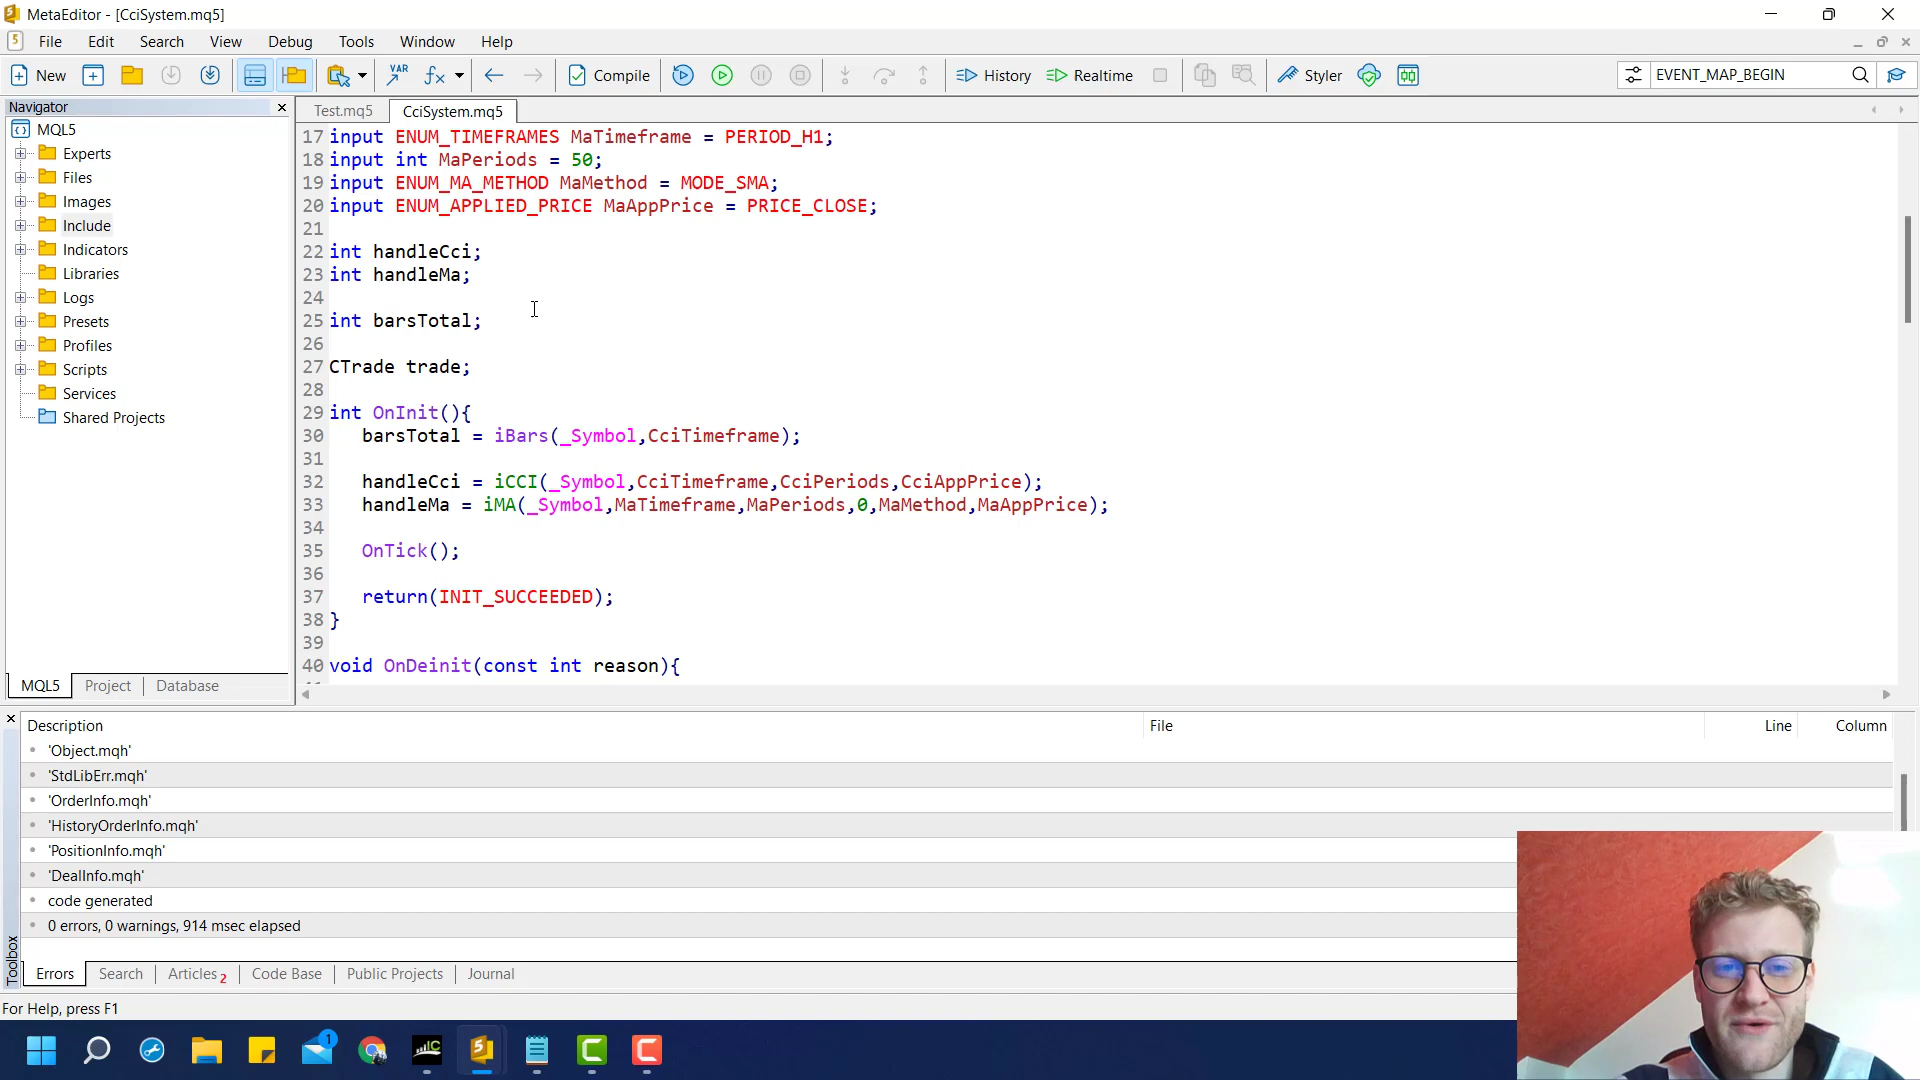 MetaEditor - [CciSystem.mq5]
File Edit Search View Debug Tools Window Help
New VAR Compile History Realtime Styler EVENT_MAP_BEGIN
Navigator
MQL5
Experts
Files
Images
Include
Indicators
Libraries
Logs
Presets
Profiles
Scripts
Services
Shared Projects
MQL5 Project Database
Test.mq5 CciSystem.mq5
17 input ENUM_TIMEFRAMES MaTimeframe = PERIOD_H1;
18 input int MaPeriods = 50;
19 input ENUM_MA_METHOD MaMethod = MODE_SMA;
20 input ENUM_APPLIED_PRICE MaAppPrice = PRICE_CLOSE;
21
22 int handleCci;
23 int handleMa;
24
25 int barsTotal;
26
27 CTrade trade;
28
29 int OnInit(){
30 barsTotal = iBars(_Symbol,CciTimeframe);
31
32 handleCci = iCCI(_Symbol,CciTimeframe,CciPeriods,CciAppPrice);
33 handleMa = iMA(_Symbol,MaTimeframe,MaPeriods,0,MaMethod,MaAppPrice);
34
35 OnTick();
36
37 return(INIT_SUCCEEDED);
38 }
39
40 void OnDeinit(const int reason){
Description File Line Column
'Object.mqh'
'StdLibErr.mqh'
'OrderInfo.mqh'
'HistoryOrderInfo.mqh'
'PositionInfo.mqh'
'DealInfo.mqh'
code generated
0 errors, 0 warnings, 914 msec elapsed
Toolbox
Errors Search Articles 2 Code Base Public Projects Journal
For Help, press F1
1
IC
5